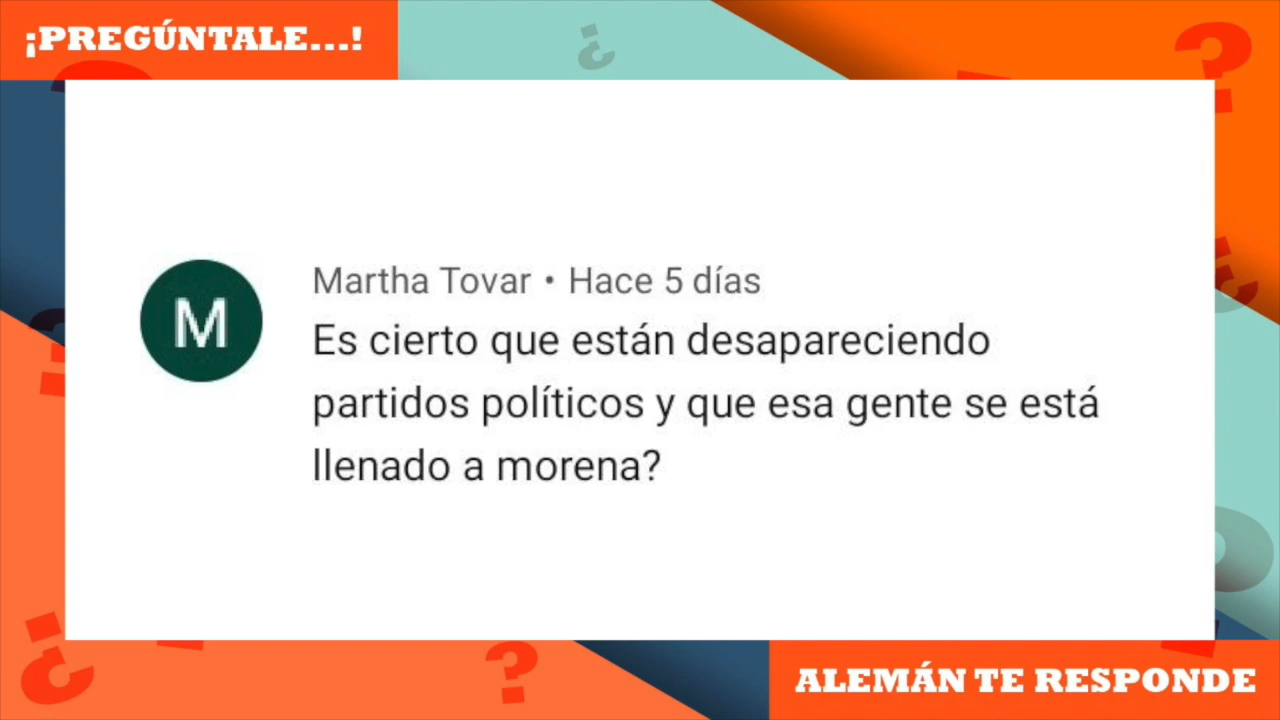 ¡PREGÚNTALE...!
M
Martha Tovar • Hace 5 días
Es cierto que están desapareciendo
partidos políticos y que esa gente se está
llenado a morena?
ALEMÁN TE RESPONDE